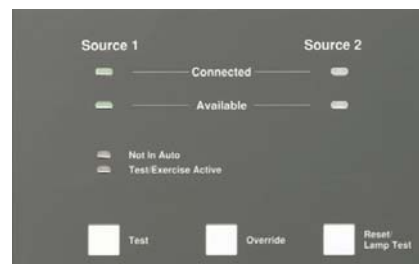 Source 1 Source 2
Connected
Available
Not In Auto
Test/Exercise Active
Test
Override
Reset/
Lamp Test